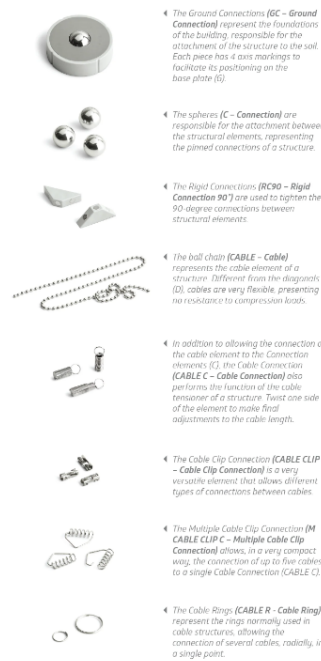 The Ground Connections (GC – Ground
Connection) represent the foundations
of the building, responsible for the
attachment of the structure to the soil.
Each piece has 4 axis markings to
facilitate its positioning on the
base plate (G).
The spheres (C – Connection) are
responsible for the attachment between
the structural elements, representing
the pinned connections of a structure.
The Rigid Connections (RC90 – Rigid
Connection 90°) are used to tighten the
90-degree connections between
structural elements.
The ball chain (CABLE – Cable)
represents the cable element of a
structure. Different from the diagonals
(D), cables are very flexible, presenting
no resistance to compression loads.
In addition to allowing the connection o
the cable element to the Connection
elements (C), the Cable Connection
(CABLE C – Cable Connection) also
performs the function of the cable
tensioner of a structure. Twist one side
of the element to make final
adjustments to the cable length.
The Cable Clip Connection (CABLE CLIP
– Cable Clip Connection) is a very
versatile element that allows different
types of connections between cables.
The Multiple Cable Clip Connection (M
CABLE CLIP C – Multiple Cable Clip
Connection) allows, in a very compact
way, the connection of up to five cables
to a single Cable Connection (CABLE C).
The Cable Rings (CABLE R - Cable Ring)
represent the rings normally used in
cable structures, allowing the
connection of several cables, radially, i
a single point.